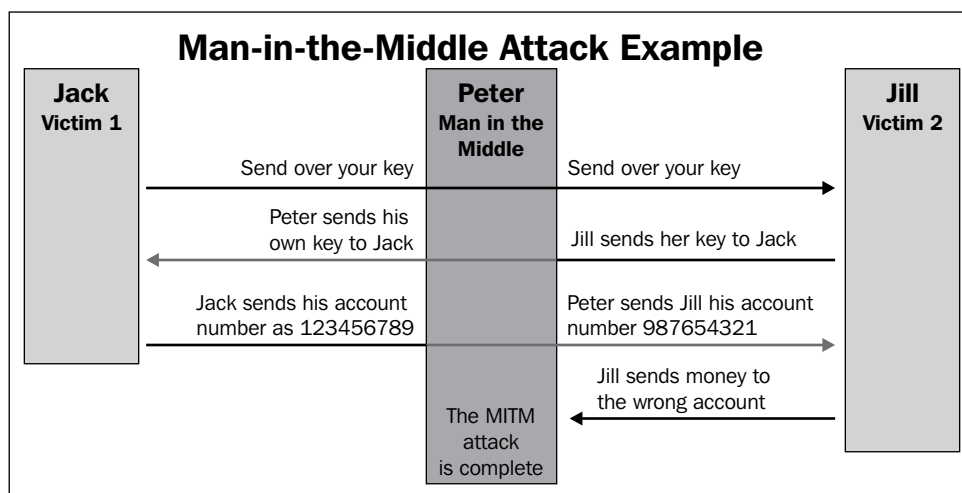 Man-in-the-Middle Attack Example
Jack
Victim 1
Peter
Man in the
Middle
Jill
Victim 2
Send over your key
Send over your key
Peter sends his
own key to Jack
Jill sends her key to Jack
Jack sends his account
number as 123456789
Peter sends Jill his account
number 987654321
Jill sends money to
the wrong account
The MITM
attack
is complete